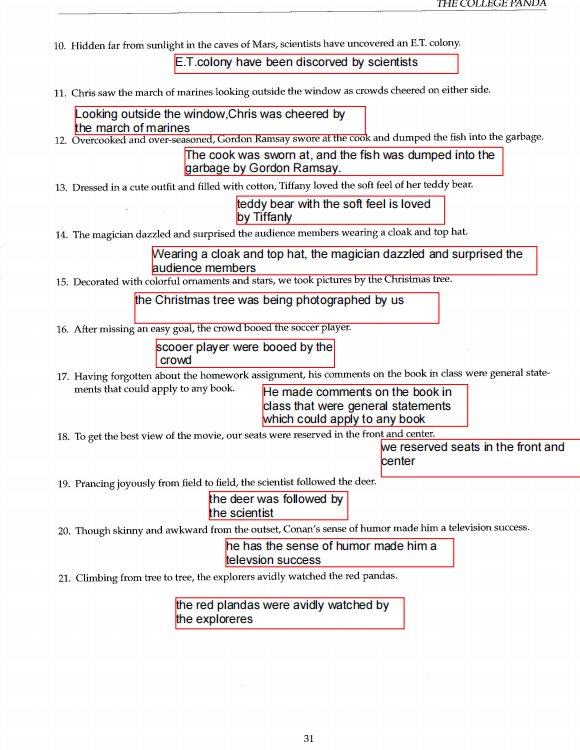 THE COLLEGE PANDA
10. Hidden far from sunlight in the caves of Mars, scientists have uncovered an E.T. colony.
E.T.colony have been discorved by scientists
11. Chris saw the march of marines looking outside the window as crowds cheered on either side.
Looking outside the window,Chris was cheered by
the march of marines
12. Overcooked and over-seasoned, Gordon Ramsay swore at the cook and dumped the fish into the garbage.
The cook was sworn at, and the fish was dumped into the
garbage by Gordon Ramsay.
13. Dressed in a cute outfit and filled with cotton, Tiffany loved the soft feel of her teddy bear.
teddy bear with the soft feel is loved
by Tiffanly
14. The magician dazzled and surprised the audience members wearing a cloak and top hat.
Wearing a cloak and top hat, the magician dazzled and surprised the
audience members
15. Decorated with colorful ornaments and stars, we took pictures by the Christmas tree.
the Christmas tree was being photographed by us
16. After missing an easy goal, the crowd booed the soccer player.
scooer player were booed by the
crowd
17. Having forgotten about the homework assignment, his comments on the book in class were general state-
ments that could apply to any book.
He made comments on the book in
class that were general statements
which could apply to any book
18. To get the best view of the movie, our seats were reserved in the front and center.
we reserved seats in the front and
center
19. Prancing joyously from field to field, the scientist followed the deer.
the deer was followed by
the scientist
20. Though skinny and awkward from the outset, Conan's sense of humor made him a television success.
he has the sense of humor made him a
televsion success
21. Climbing from tree to tree, the explorers avidly watched the red pandas.
the red plandas were avidly watched by
the exploreres
31